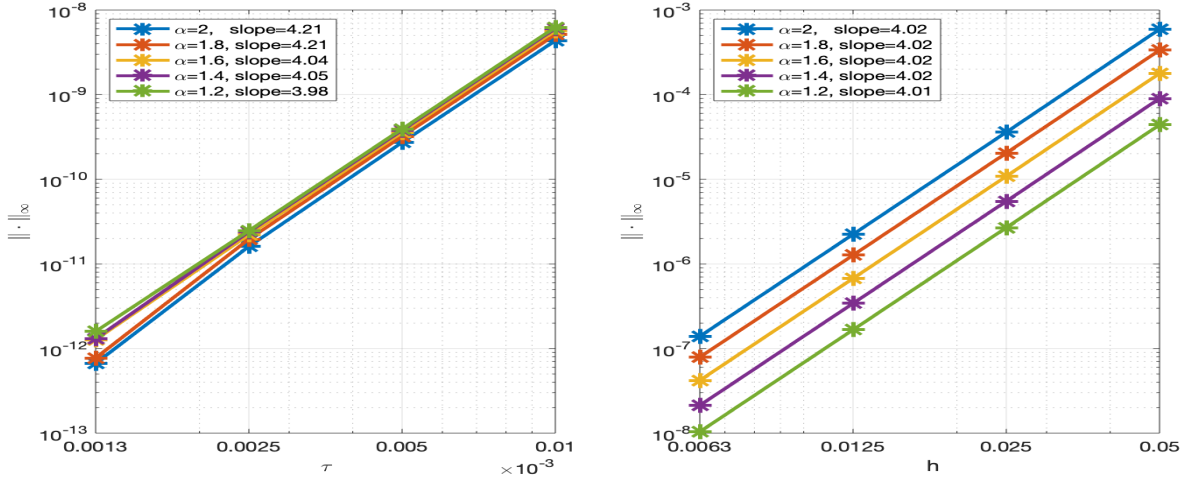 10^-8
10^-9
10^-10
10^-11
10^-12
10^-13
‖ · ‖∞
α=2, slope=4.21
α=1.8, slope=4.21
α=1.6, slope=4.04
α=1.4, slope=4.05
α=1.2, slope=3.98
0.0013 0.0025 0.005 0.01
τ ×10^-3
10^-3
10^-4
10^-5
10^-6
10^-7
10^-8
‖ · ‖∞
α=2, slope=4.02
α=1.8, slope=4.02
α=1.6, slope=4.02
α=1.4, slope=4.02
α=1.2, slope=4.01
0.0063 0.0125 0.025 0.05
h